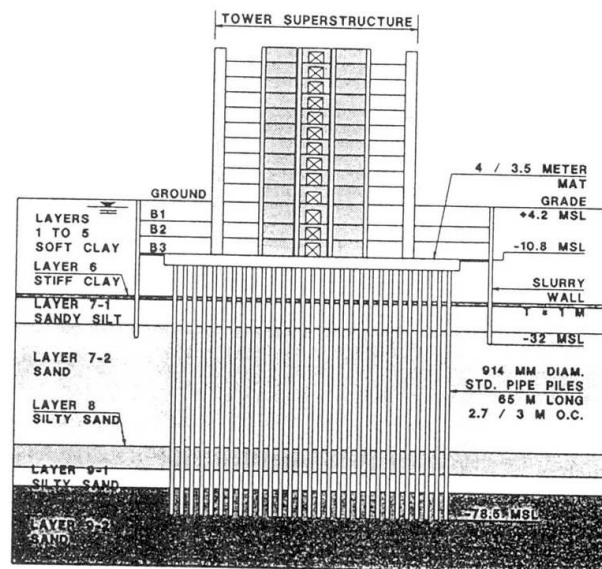 TOWER SUPERSTRUCTURE
4 / 3.5 METER
MAT
GROUND
GRADE
+4.2 MSL
LAYERS
1 TO 5
SOFT CLAY
B1
B2
B3
-10.8 MSL
LAYER 6
STIFF CLAY
SLURRY
WALL
T = 1 M
LAYER 7-1
SANDY SILT
-32 MSL
LAYER 7-2
SAND
914 MM DIAM.
STD. PIPE PILES
65 M LONG
2.7 / 3 M O.C.
LAYER 8
SILTY SAND
LAYER 9-1
SILTY SAND
-78.5 MSL
LAYER 9-2
SAND